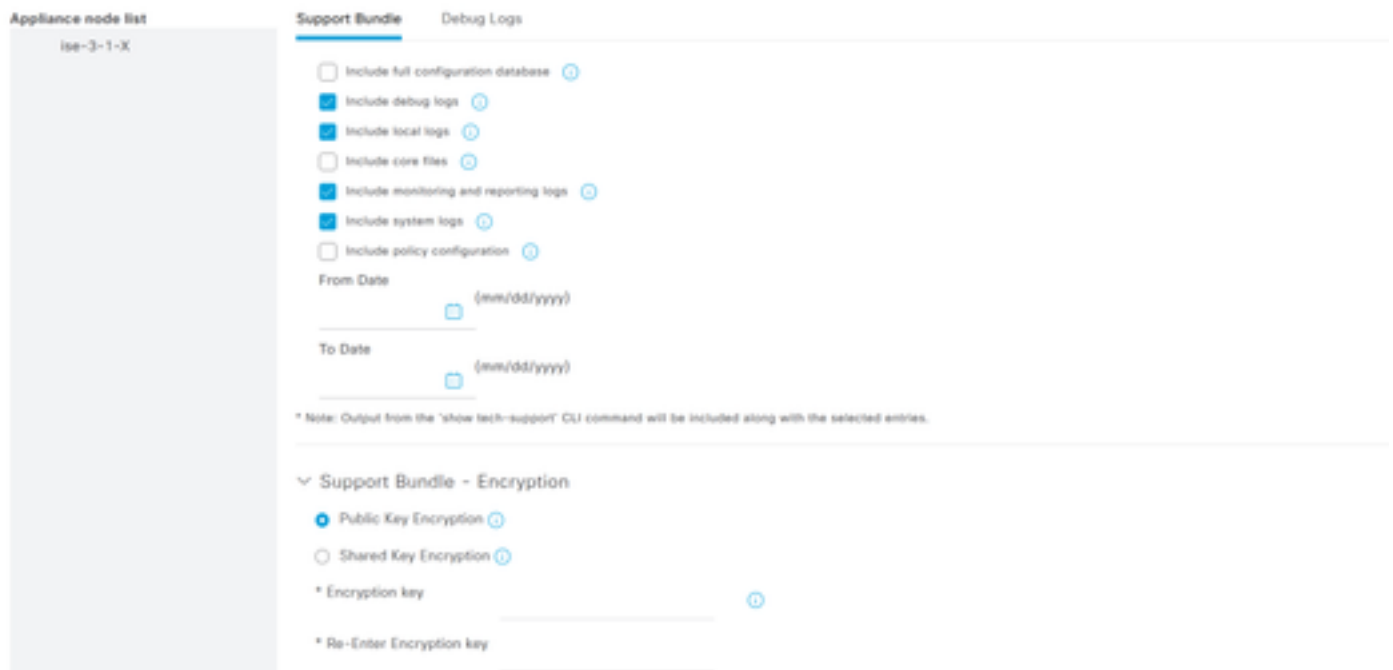 Appliance node list
ise-3-1-X
Support Bundle Debug Logs
Include full configuration database
Include debug logs
Include local logs
Include core files
Include monitoring and reporting logs
Include system logs
Include policy configuration
From Date
(mm/dd/yyyy)
To Date
(mm/dd/yyyy)
* Note: Output from the 'show tech-support' CLI command will be included along with the selected entries.
Support Bundle - Encryption
Public Key Encryption
Shared Key Encryption
* Encryption key
* Re-Enter Encryption key